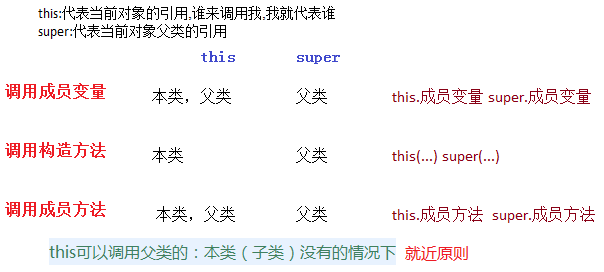 this:代表当前对象的引用,谁来调用我,我就代表谁
super:代表当前对象父类的引用
this super
调用成员变量 本类，父类 父类 this.成员变量 super.成员变量
调用构造方法 本类 父类 this(...) super(...)
调用成员方法 本类，父类 父类 this.成员方法 super.成员方法
this可以调用父类的：本类（子类）没有的情况下 就近原则